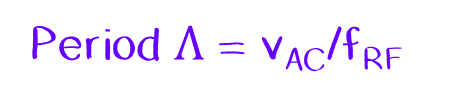 Period Λ = v_AC/f_RF